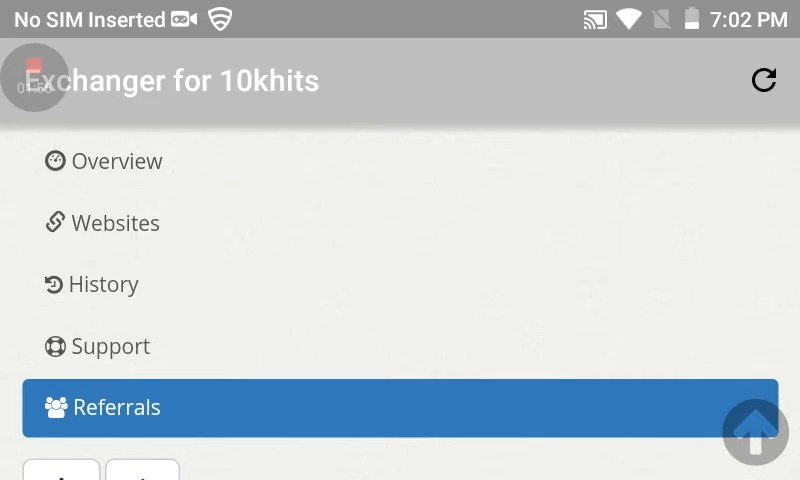 No SIM Inserted 7:02 PM
Exchanger for 10khits
Overview
Websites
History
Support
Referrals